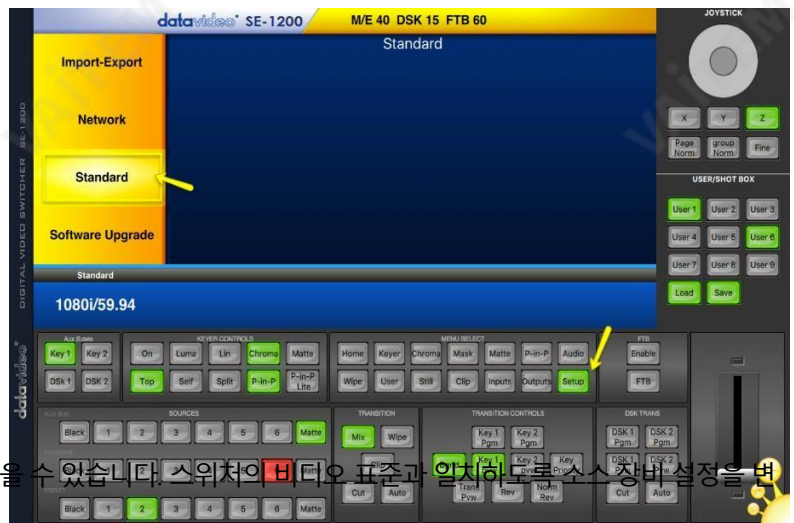 datavideo SE-1200
M/E 40 DSK 15 FTB 60
Standard
Import-Export
Network
Standard
Software Upgrade
Standard
1080i/59.94
DIGITAL VIDEO SWITCHER SE-1200
datavideo
JOYSTICK
X Y Z
Page Norm group Norm Fine
USER/SHOT BOX
User 1 User 2 User 3
User 4 User 5 User 6
User 7 User 8 User 9
Load Save
Aux Buses
Key 1 Key 2
DSK 1 DSK 2
KEYER CONTROLS
On Luma Lin Chroma Matte
Top Self Split P-in-P P-in-P Lite
MENU SELECT
Home Keyer Chroma Mask Matte P-in-P Audio
Wipe User Still Clip Inputs Outputs Setup
FTB
Enable
FTB
AUX BUS
SOURCES
Black 1 2 3 4 5 6 Matte
TRANSITION
Mix Wipe
TRANSITION CONTROLS
Key 1 Pgm Key 2 Pgm
DSK TRANS
DSK 1 Pgm DSK 2 Pgm
을 수 있습니다. 스위처의 비디오 표준과 일치하도록 소스 장비 설정을 변
Cut Auto
Trans Pvw Rev Norm Rev
Cut Auto
Black 1 2 3 4 5 6 Matte